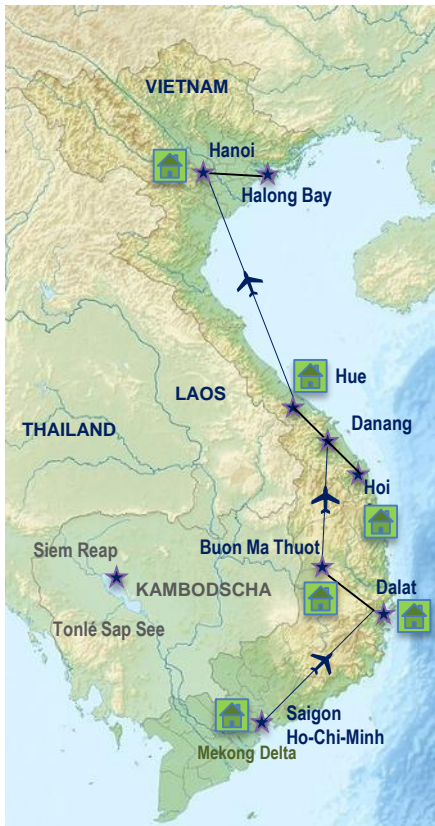 VIETNAM
Hanoi
Halong Bay
Hue
LAOS
Danang
THAILAND
Hoi
Buon Ma Thuot
Siem Reap
KAMBODSCHA
Dalat
Tonlé Sap See
Saigon
Ho-Chi-Minh
Mekong Delta